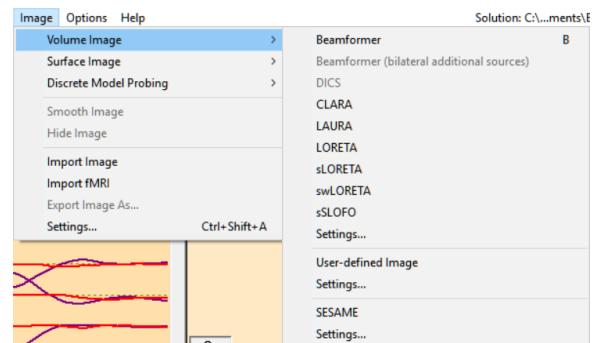 Image Options Help Solution: C:\...ments\E
Volume Image >
Surface Image >
Discrete Model Probing >
Smooth Image
Hide Image
Import Image
Import fMRI
Export Image As...
Settings... Ctrl+Shift+A
Beamformer B
Beamformer (bilateral additional sources)
DICS
CLARA
LAURA
LORETA
sLORETA
swLORETA
sSLOFO
Settings...
User-defined Image
Settings...
SESAME
Settings...